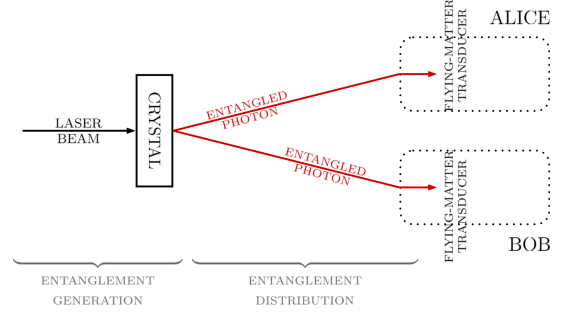 ALICE
FLYING-MATTER
TRANSDUCER
LASER
BEAM
CRYSTAL
ENTANGLED
PHOTON
ENTANGLED
PHOTON
FLYING-MATTER
TRANSDUCER
BOB
ENTANGLEMENT
GENERATION
ENTANGLEMENT
DISTRIBUTION